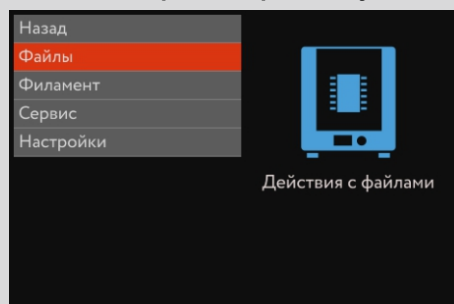 Назад
Файлы
Филамент
Сервис
Настройки
Действия с файлами